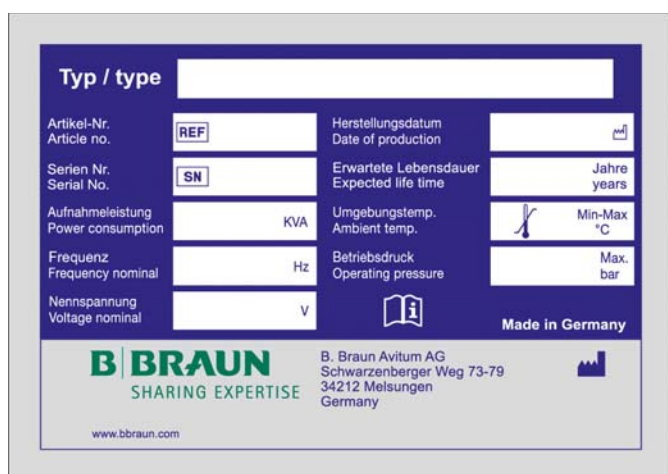 Typ / type
Artikel-Nr.
Article no.
REF
Herstellungsdatum
Date of production
Serien Nr.
Serial No.
SN
Erwartete Lebensdauer
Expected life time
Jahre
years
Aufnahmeleistung
Power consumption
KVA
Umgebungstemp.
Ambient temp.
Min-Max
°C
Frequenz
Frequency nominal
Hz
Betriebsdruck
Operating pressure
Max.
bar
Nennspannung
Voltage nominal
V
Made in Germany
B|BRAUN
SHARING EXPERTISE
B. Braun Avitum AG
Schwarzenberger Weg 73-79
34212 Melsungen
Germany
www.bbraun.com